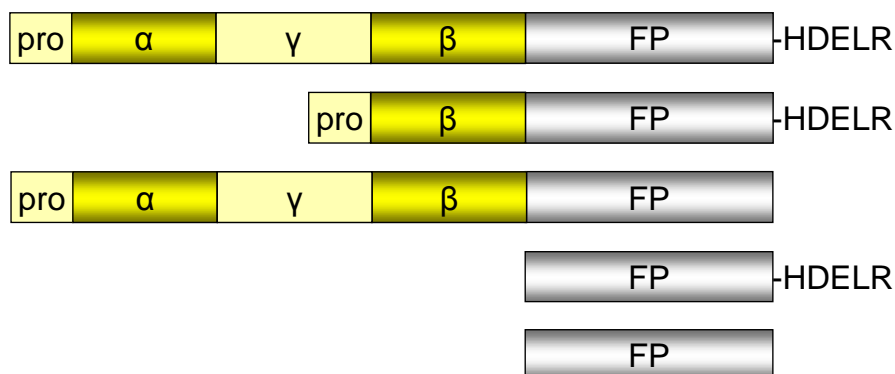 pro α γ β FP -HDELR
pro β FP -HDELR
pro α γ β FP
FP -HDELR
FP